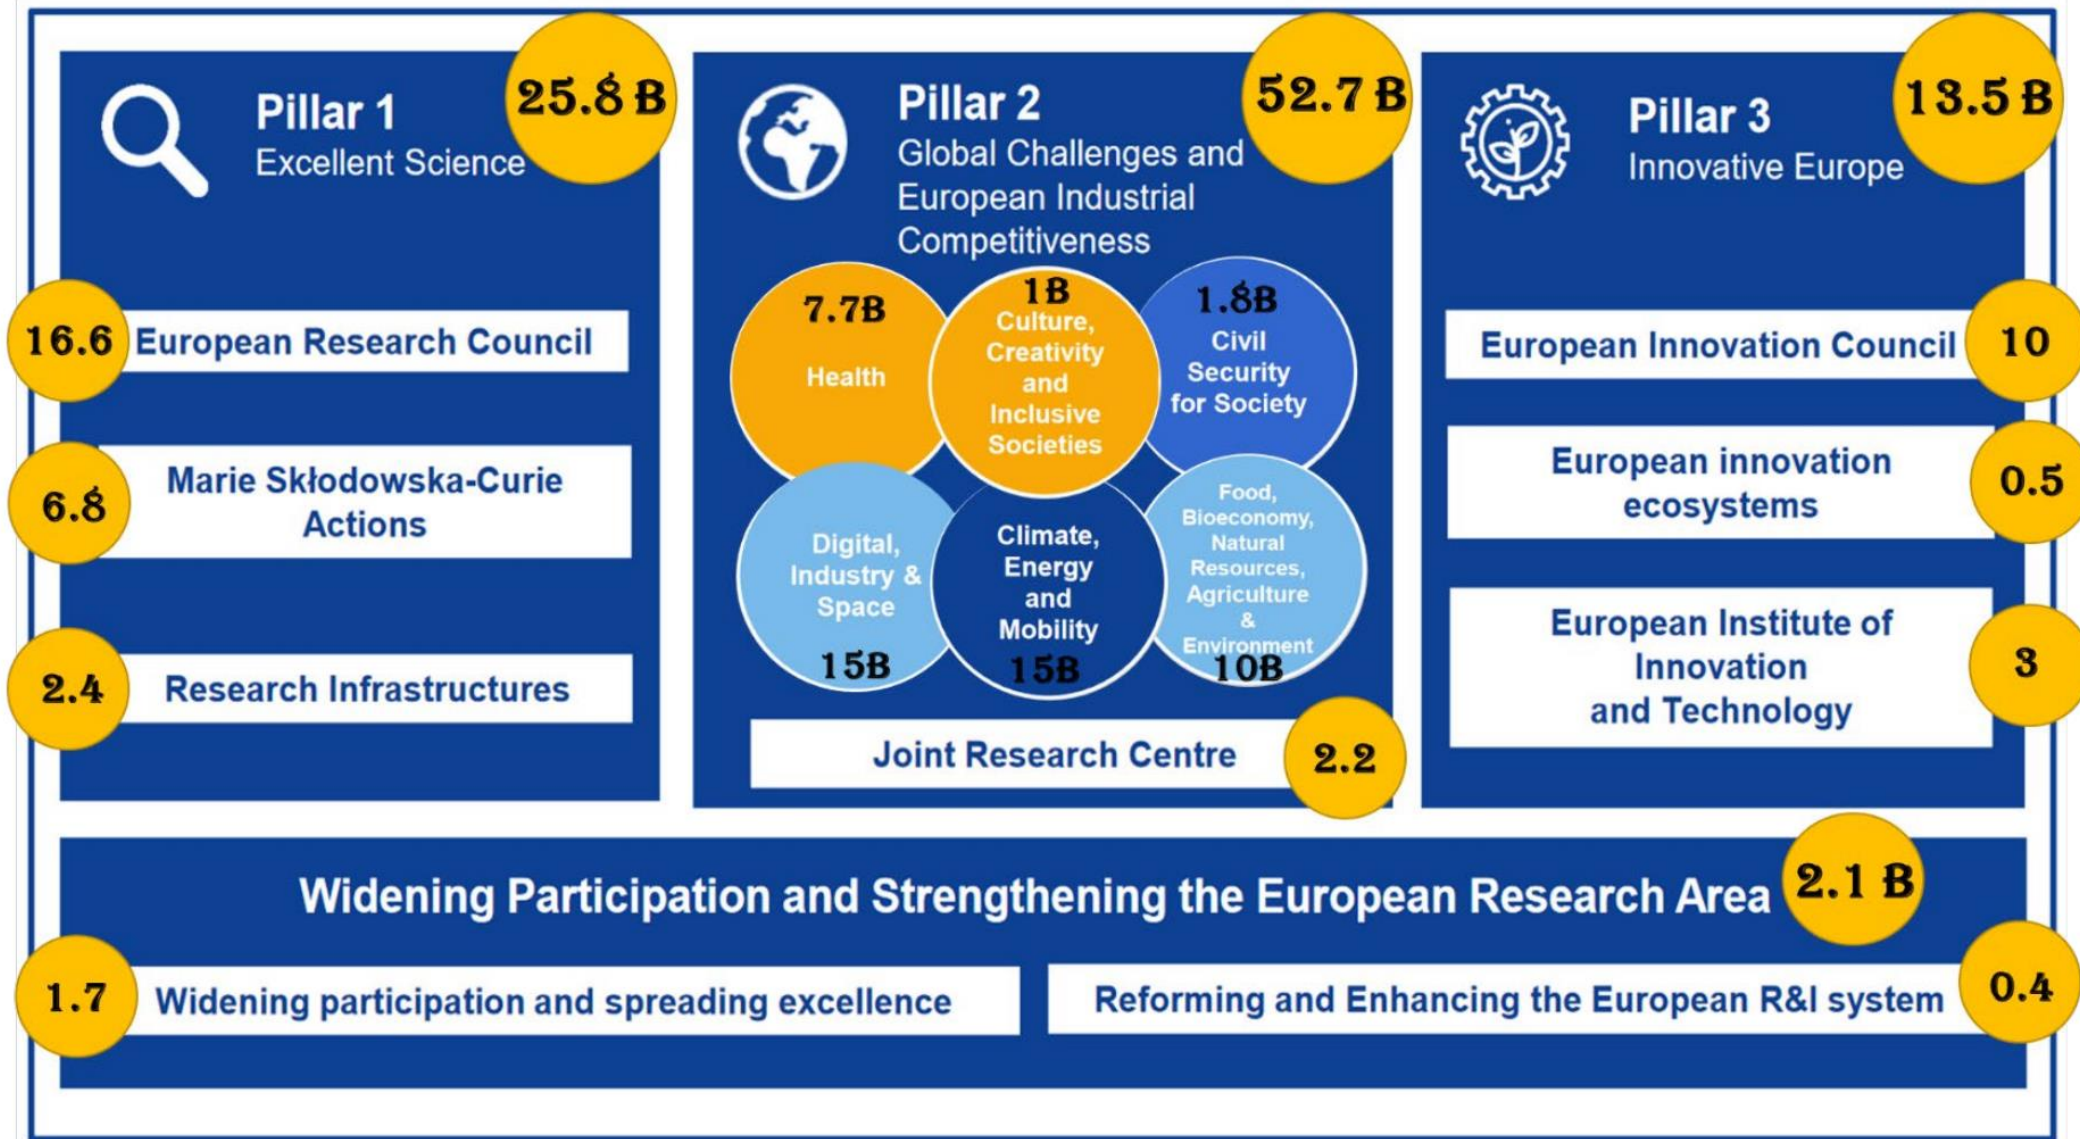 Pillar 1
Excellent Science
25.8 B
16.6
European Research Council
6.8
Marie Skłodowska-Curie
Actions
2.4
Research Infrastructures
Pillar 2
Global Challenges and
European Industrial
Competitiveness
52.7 B
7.7B
Health
1B
Culture,
Creativity
and
Inclusive
Societies
1.8B
Civil
Security
for Society
Digital,
Industry &
Space
15B
Climate,
Energy
and
Mobility
15B
Food,
Bioeconomy,
Natural
Resources,
Agriculture
&
Environment
10B
Joint Research Centre
2.2
Pillar 3
Innovative Europe
13.5 B
European Innovation Council
10
European innovation
ecosystems
0.5
European Institute of
Innovation
and Technology
3
Widening Participation and Strengthening the European Research Area
2.1 B
1.7
Widening participation and spreading excellence
Reforming and Enhancing the European R&I system
0.4